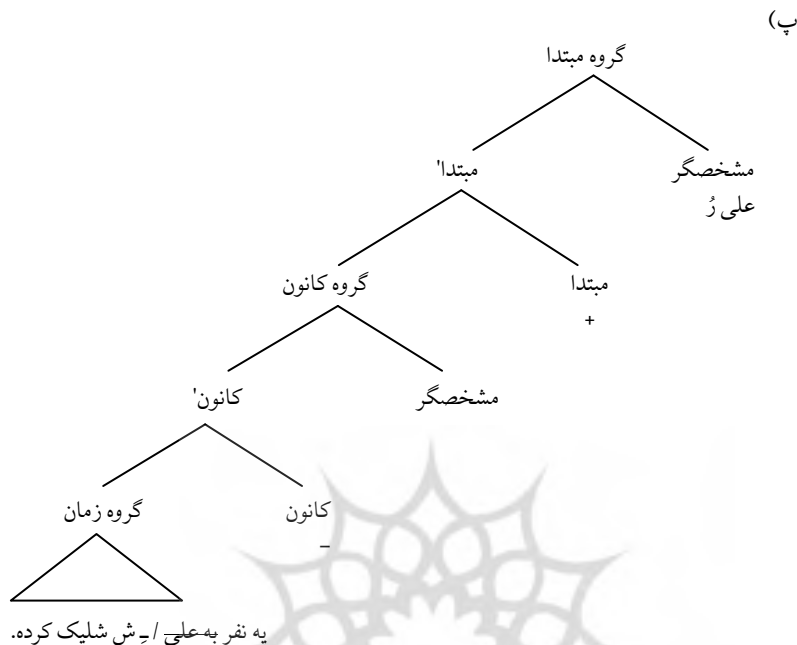 پ)
گروه مبتدا
مشخصگر
مبتدا'
علی رُ
مبتدا
گروه کانون
+
مشخصگر
کانون'
کانون
گروه زمان
–
یه نفر به علی / ـِ ش شلیک کرده.